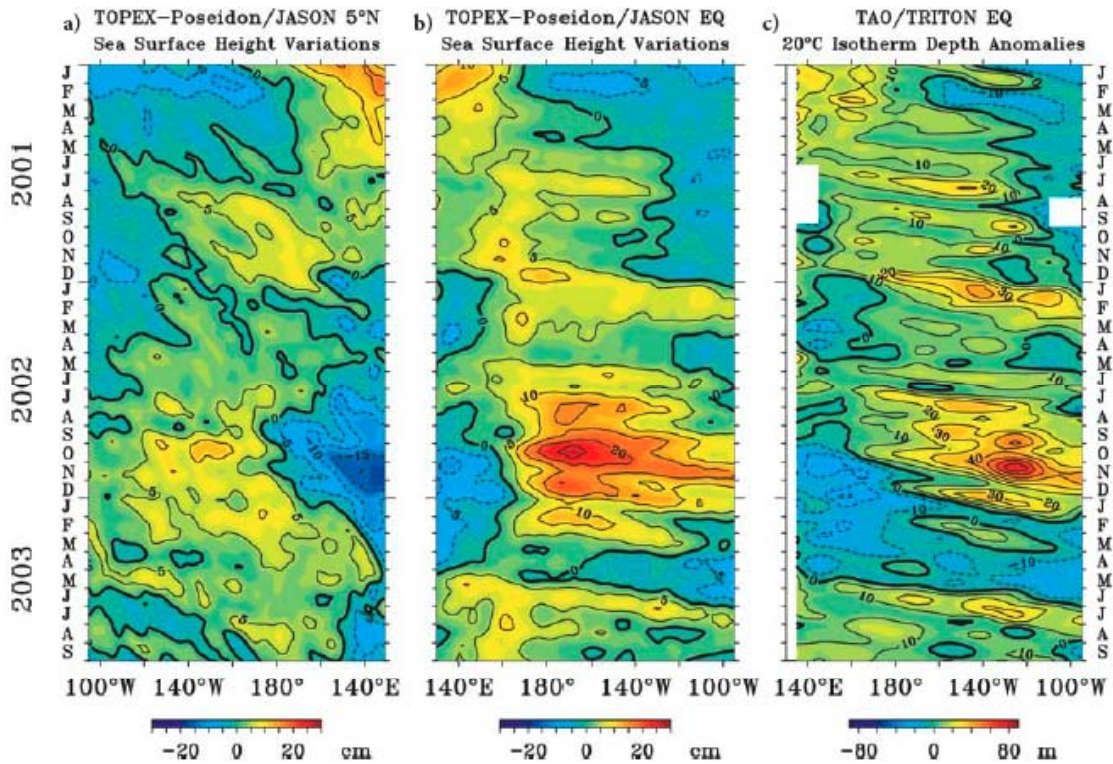 a) TOPEX-Poseidon/JASON 5°N
Sea Surface Height Variations
b) TOPEX-Poseidon/JASON EQ
Sea Surface Height Variations
c) TAO/TRITON EQ
20°C Isotherm Depth Anomalies
2001
2002
2003
J
F
M
A
M
J
J
A
S
O
N
D
J
F
M
A
M
J
J
A
S
O
N
D
J
F
M
A
M
J
J
A
S
J
F
M
A
M
J
J
A
S
O
N
D
J
F
M
A
M
J
J
A
S
O
N
D
J
F
M
A
M
J
J
A
S
100°W 140°W 180° 140°E
140°E 180° 140°W 100°W
140°E 180° 140°W 100°W
-20 0 20 cm
-20 0 20 cm
-80 0 80 m